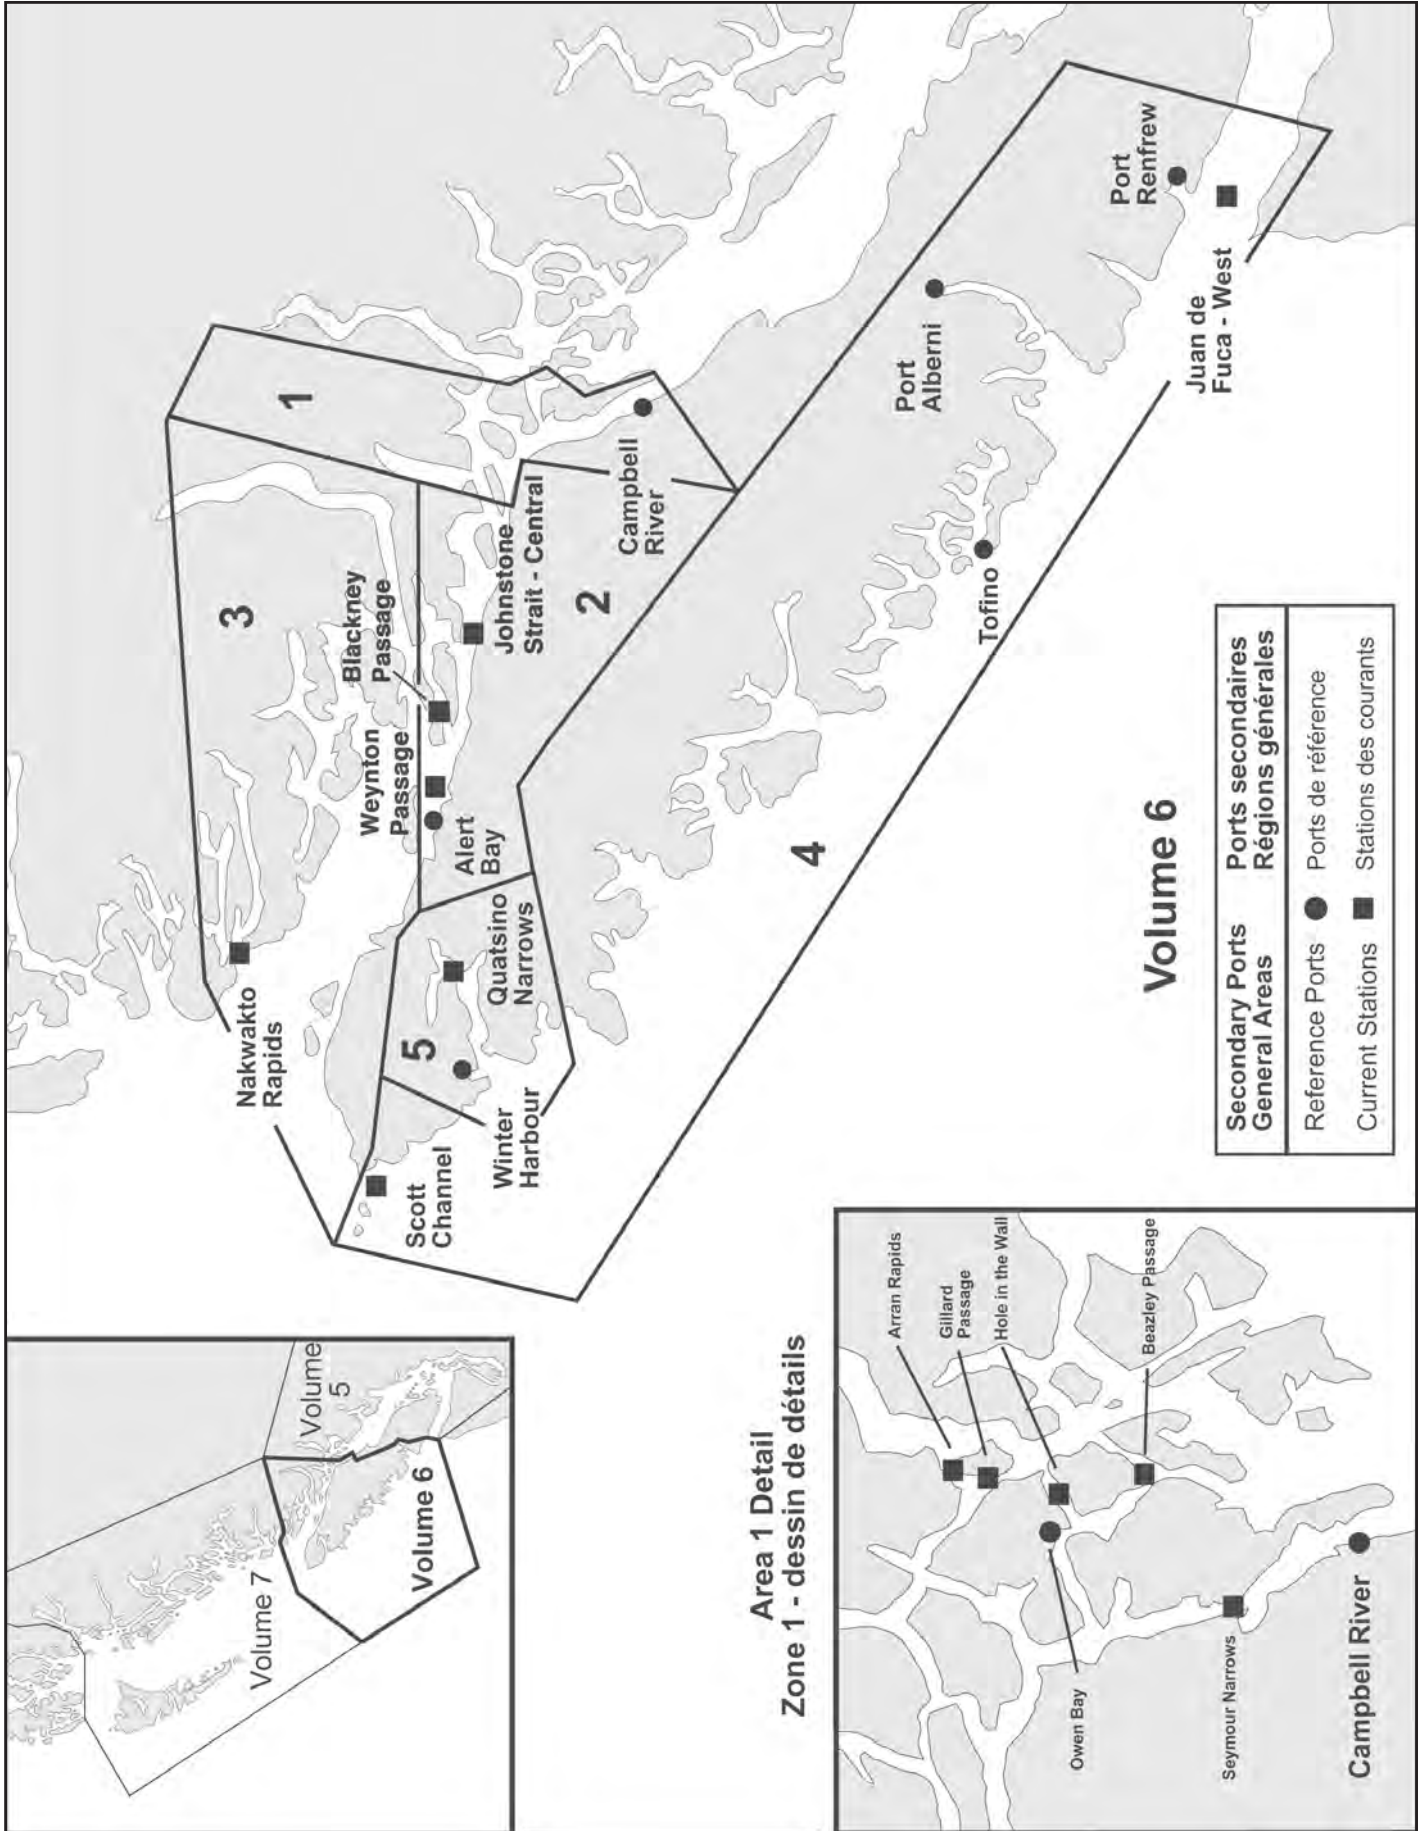 Volume 7
Volume
5
Volume 6
Nakwakto
Rapids
3
1
Blackney
Passage
Weynton
Passage
Alert
Bay
Johnstone
Strait - Central
2
Campbell
River
Scott
Channel
Winter
Harbour
5
Quatsino
Narrows
4
Tofino
Port
Alberni
Port
Renfrew
Juan de
Fuca - West
Area 1 Detail
Zone 1 - dessin de détails
Arran Rapids
Gillard
Passage
Hole in the Wall
Beazley Passage
Owen Bay
Seymour Narrows
Campbell River
Volume 6
Secondary Ports Ports secondaires
General Areas Régions générales
Reference Ports Ports de référence
Current Stations Stations des courants